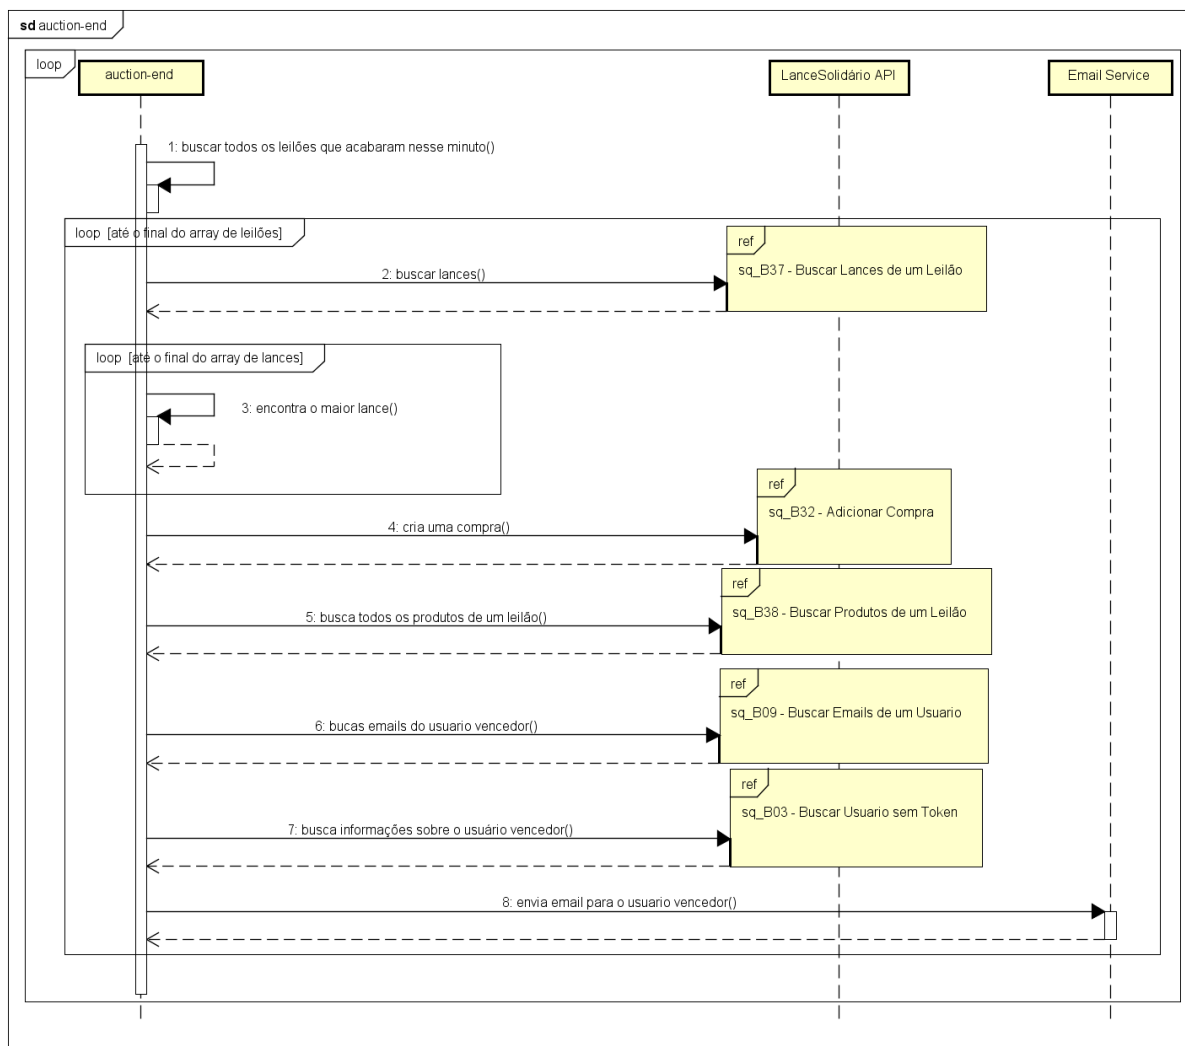 sd auction-end
loop
auction-end
LanceSolidário API
Email Service
1: buscar todos os leilões que acabaram nesse minuto()
loop [até o final do array de leilões]
ref
sq_B37 - Buscar Lances de um Leilão
2: buscar lances()
loop [até o final do array de lances]
3: encontra o maior lance()
ref
sq_B32 - Adicionar Compra
4: cria uma compra()
ref
sq_B38 - Buscar Produtos de um Leilão
5: busca todos os produtos de um leilão()
ref
sq_B09 - Buscar Emails de um Usuario
6: bucas emails do usuario vencedor()
ref
sq_B03 - Buscar Usuario sem Token
7: busca informações sobre o usuário vencedor()
8: envia email para o usuario vencedor()